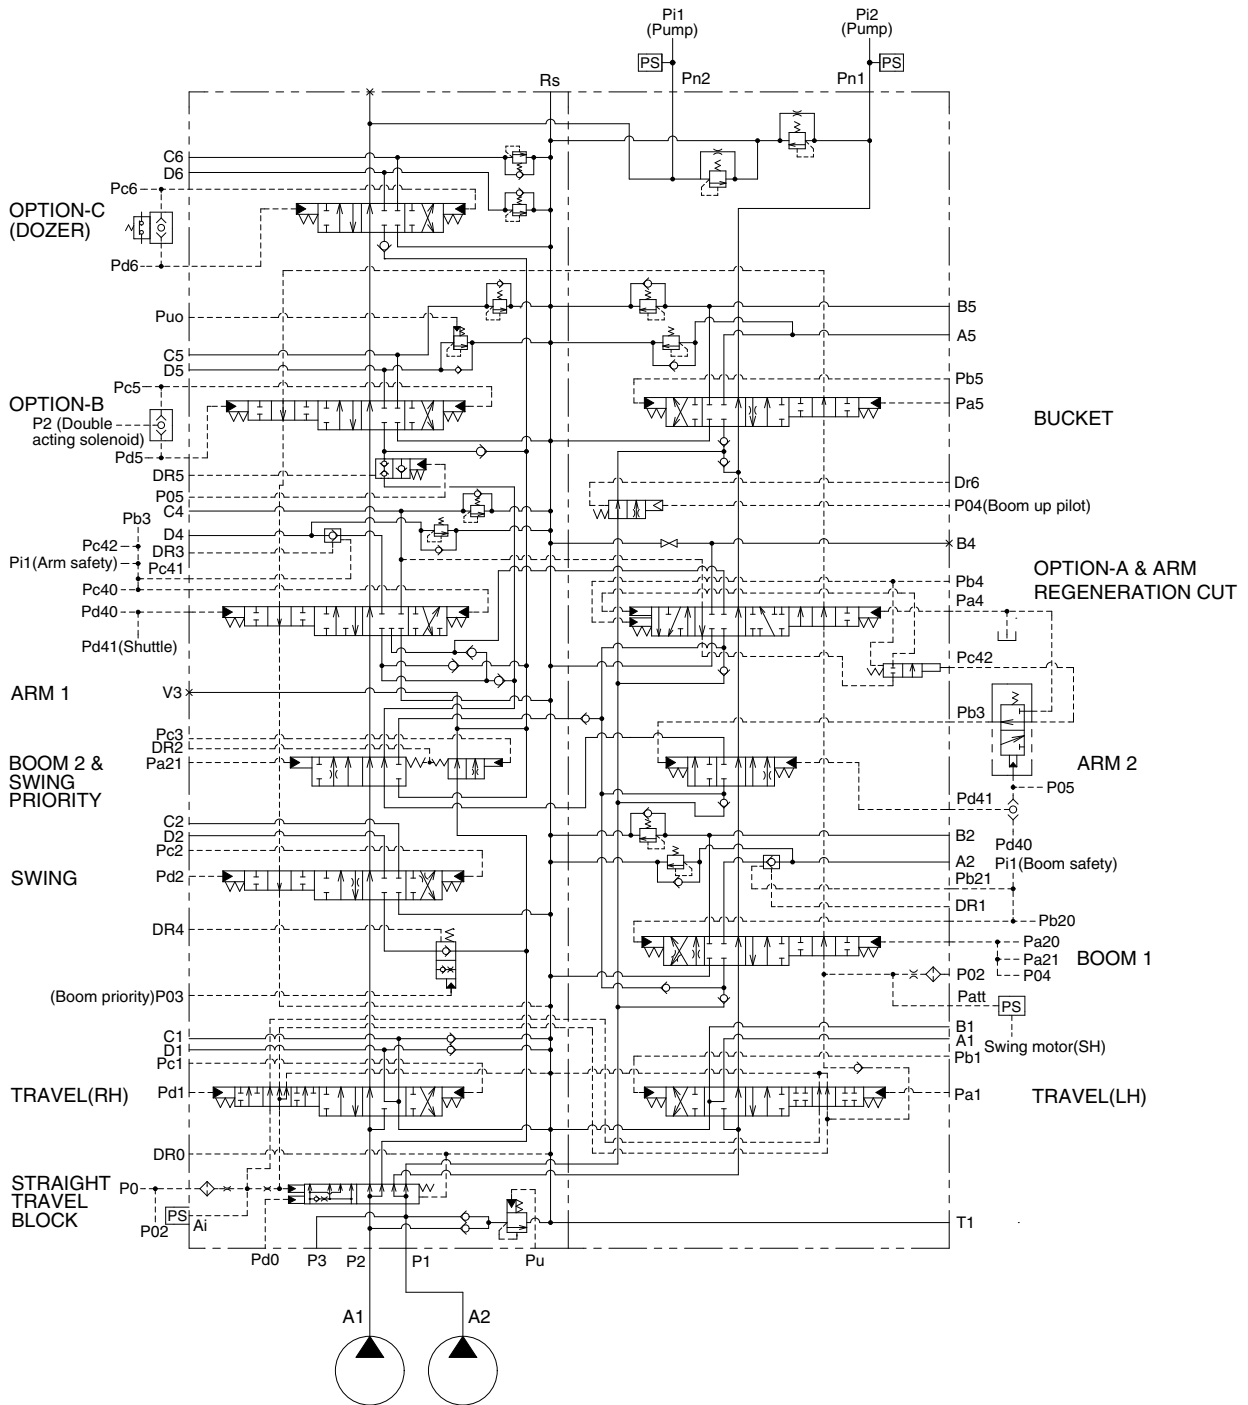 Pi1
(Pump)
Pi2
(Pump)
PS
PS
Rs
Pn2
Pn1
C6
D6
Pc6
OPTION-C
(DOZER)
Pd6
Puo
B5
A5
C5
D5
Pc5
Pb5
OPTION-B
Pa5
BUCKET
P2 (Double
acting solenoid)
Pd5
DR5
Dr6
P05
P04(Boom up pilot)
C4
Pb3
D4
B4
Pc42
DR3
Pi1(Arm safety)
Pc41
OPTION-A & ARM
REGENERATION CUT
Pc40
Pb4
Pa4
Pd40
Pd41(Shuttle)
Pc42
ARM 1
V3
Pb3
Pc3
DR2
BOOM 2 &
SWING
PRIORITY
Pa21
ARM 2
P05
Pd41
C2
D2
B2
Pd40
Pc2
A2
Pi1(Boom safety)
SWING
Pd2
Pb21
DR1
Pb20
DR4
Pa20
Pa21
P04
BOOM 1
P02
(Boom priority)P03
Patt
PS
B1
C1
A1
D1
Swing motor(SH)
Pc1
Pb1
TRAVEL(RH)
Pd1
Pa1
TRAVEL(LH)
DR0
STRAIGHT
TRAVEL
BLOCK
P0
PS
Ai
P02
T1
Pd0
P3
P2
P1
Pu
A1
A2